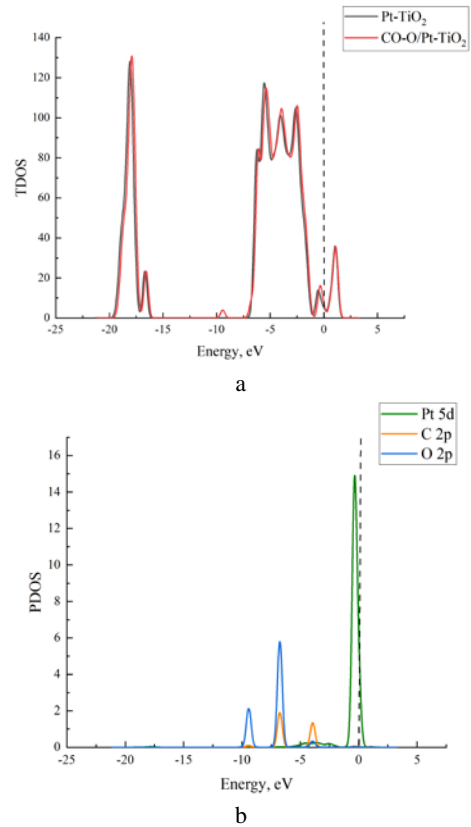 Pt-TiO₂
CO-O/Pt-TiO₂
140
120
100
80
60
40
20
0
TDOS
-25 -20 -15 -10 -5 0 5
Energy, eV
a
Pt 5d
C 2p
O 2p
16
14
12
10
8
6
4
2
0
PDOS
-25 -20 -15 -10 -5 0 5
Energy, eV
b